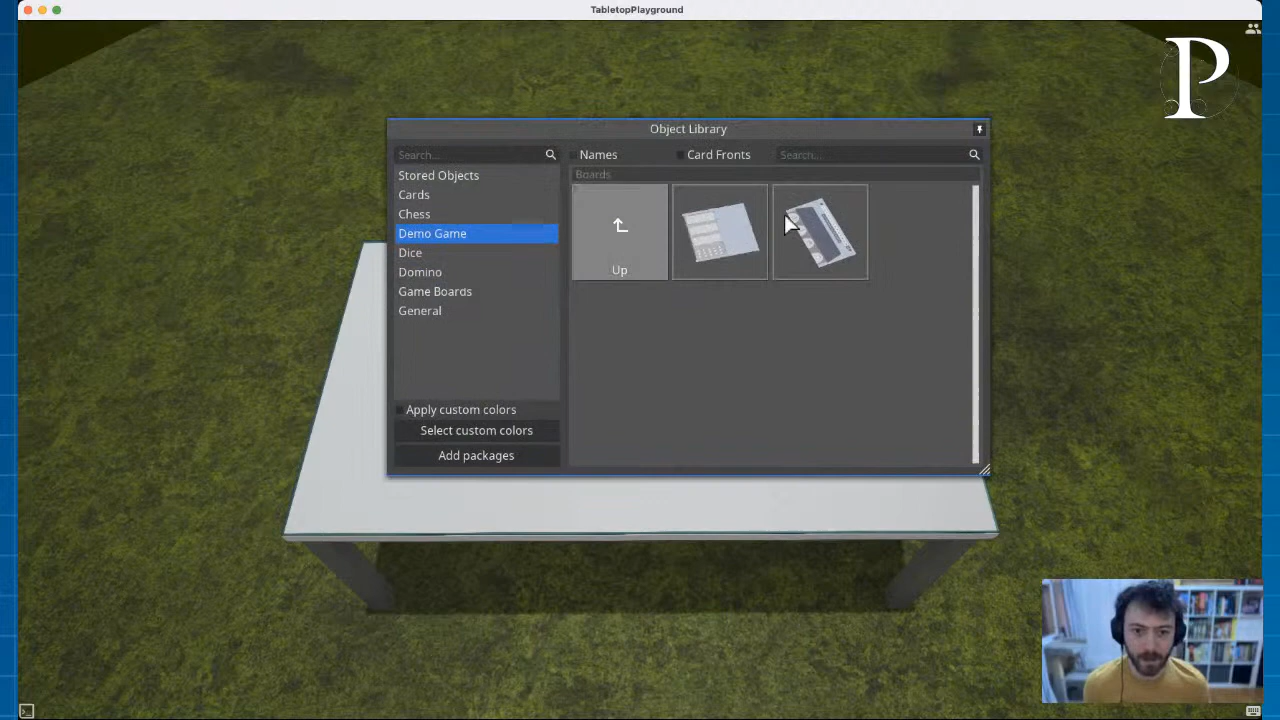 TabletopPlayground
P
Object Library
Search...
Names
Card Fronts
Search...
Stored Objects
Boards
Cards
Chess
Demo Game
Dice
Domino
Game Boards
General
Up
Apply custom colors
Select custom colors
Add packages